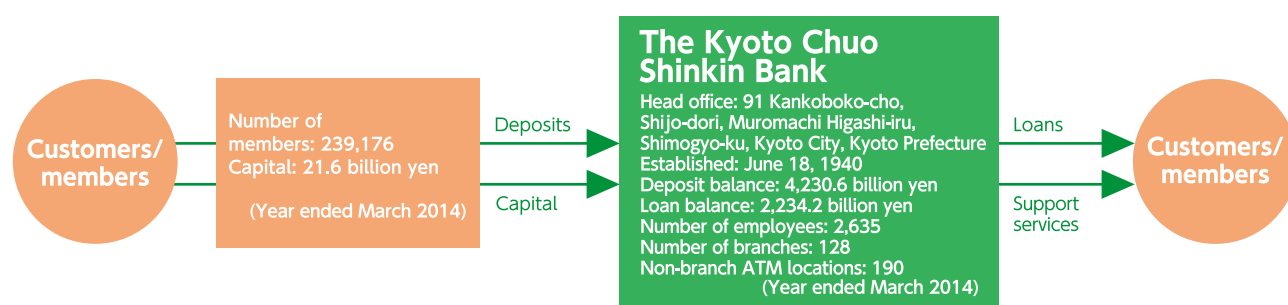 Customers/
members
Number of
members: 239,176
Capital: 21.6 billion yen
(Year ended March 2014)
Deposits
Capital
The Kyoto Chuo
Shinkin Bank
Head office: 91 Kankoboko-cho,
Shijo-dori, Muromachi Higashi-iru,
Shimogyo-ku, Kyoto City, Kyoto Prefecture
Established: June 18, 1940
Deposit balance: 4,230.6 billion yen
Loan balance: 2,234.2 billion yen
Number of employees: 2,635
Number of branches: 128
Non-branch ATM locations: 190
(Year ended March 2014)
Loans
Support
services
Customers/
members